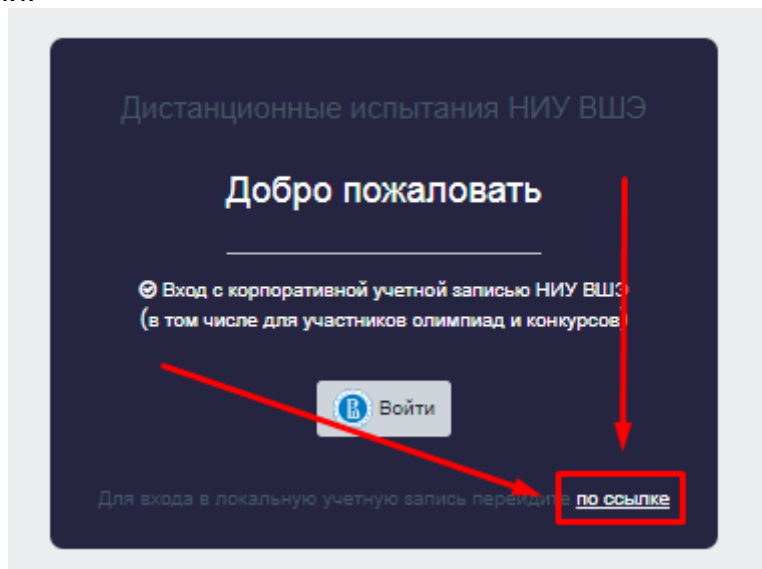 Дистанционные испытания НИУ ВШЭ
Добро пожаловать
Вход с корпоративной учетной записью НИУ ВШЭ
(в том числе для участников олимпиад и конкурсов)
Войти
Для входа в локальную учетную запись перейдите по ссылке